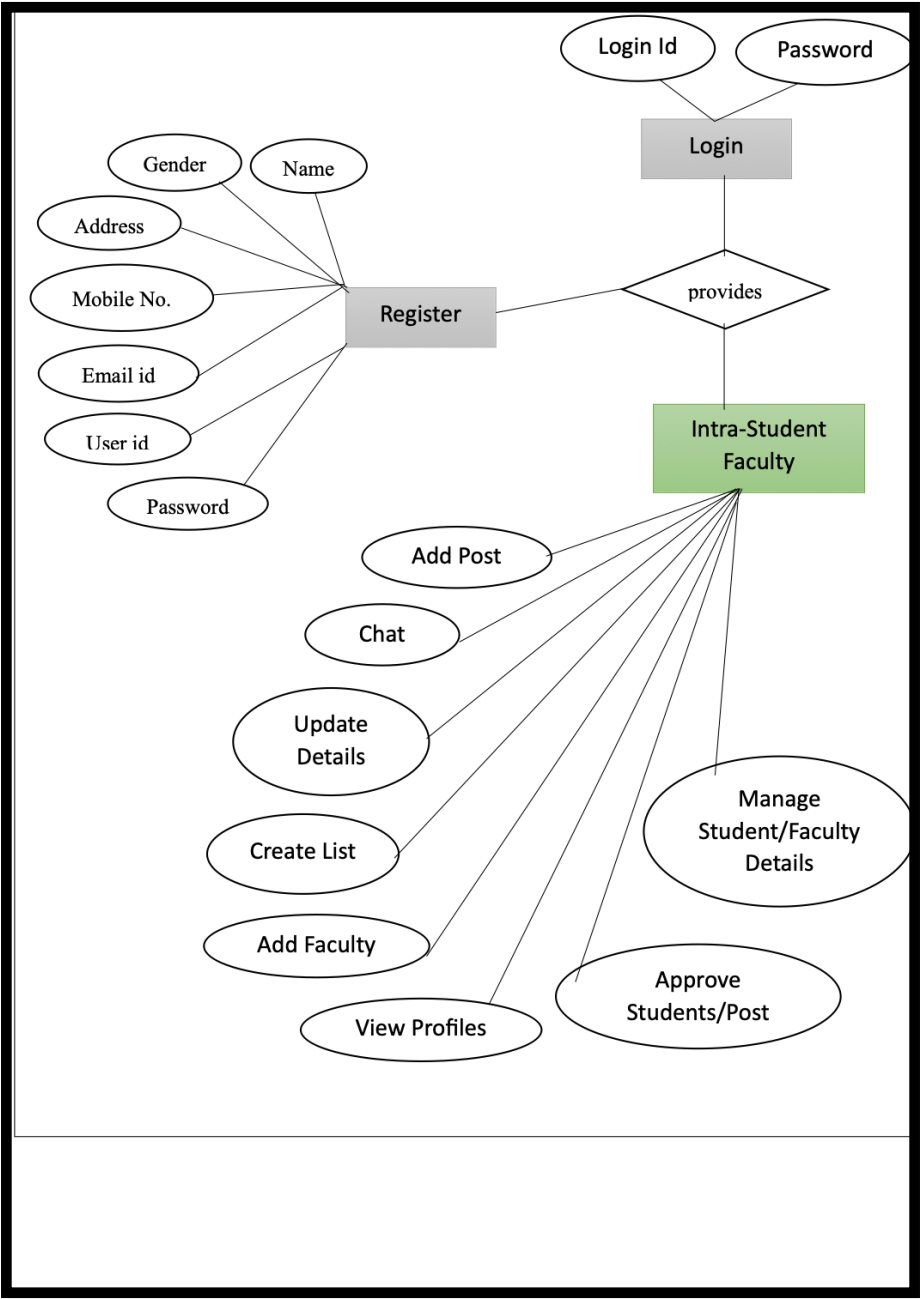 Login Id
Password
Login
Gender
Name
Address
Mobile No.
Email id
User id
Password
Register
provides
Intra-Student
Faculty
Add Post
Chat
Update
Details
Create List
Add Faculty
View Profiles
Approve
Students/Post
Manage
Student/Faculty
Details